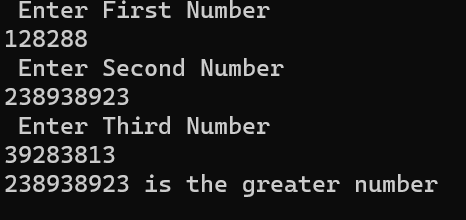 Enter First Number
128288
Enter Second Number
238938923
Enter Third Number
39283813
238938923 is the greater number